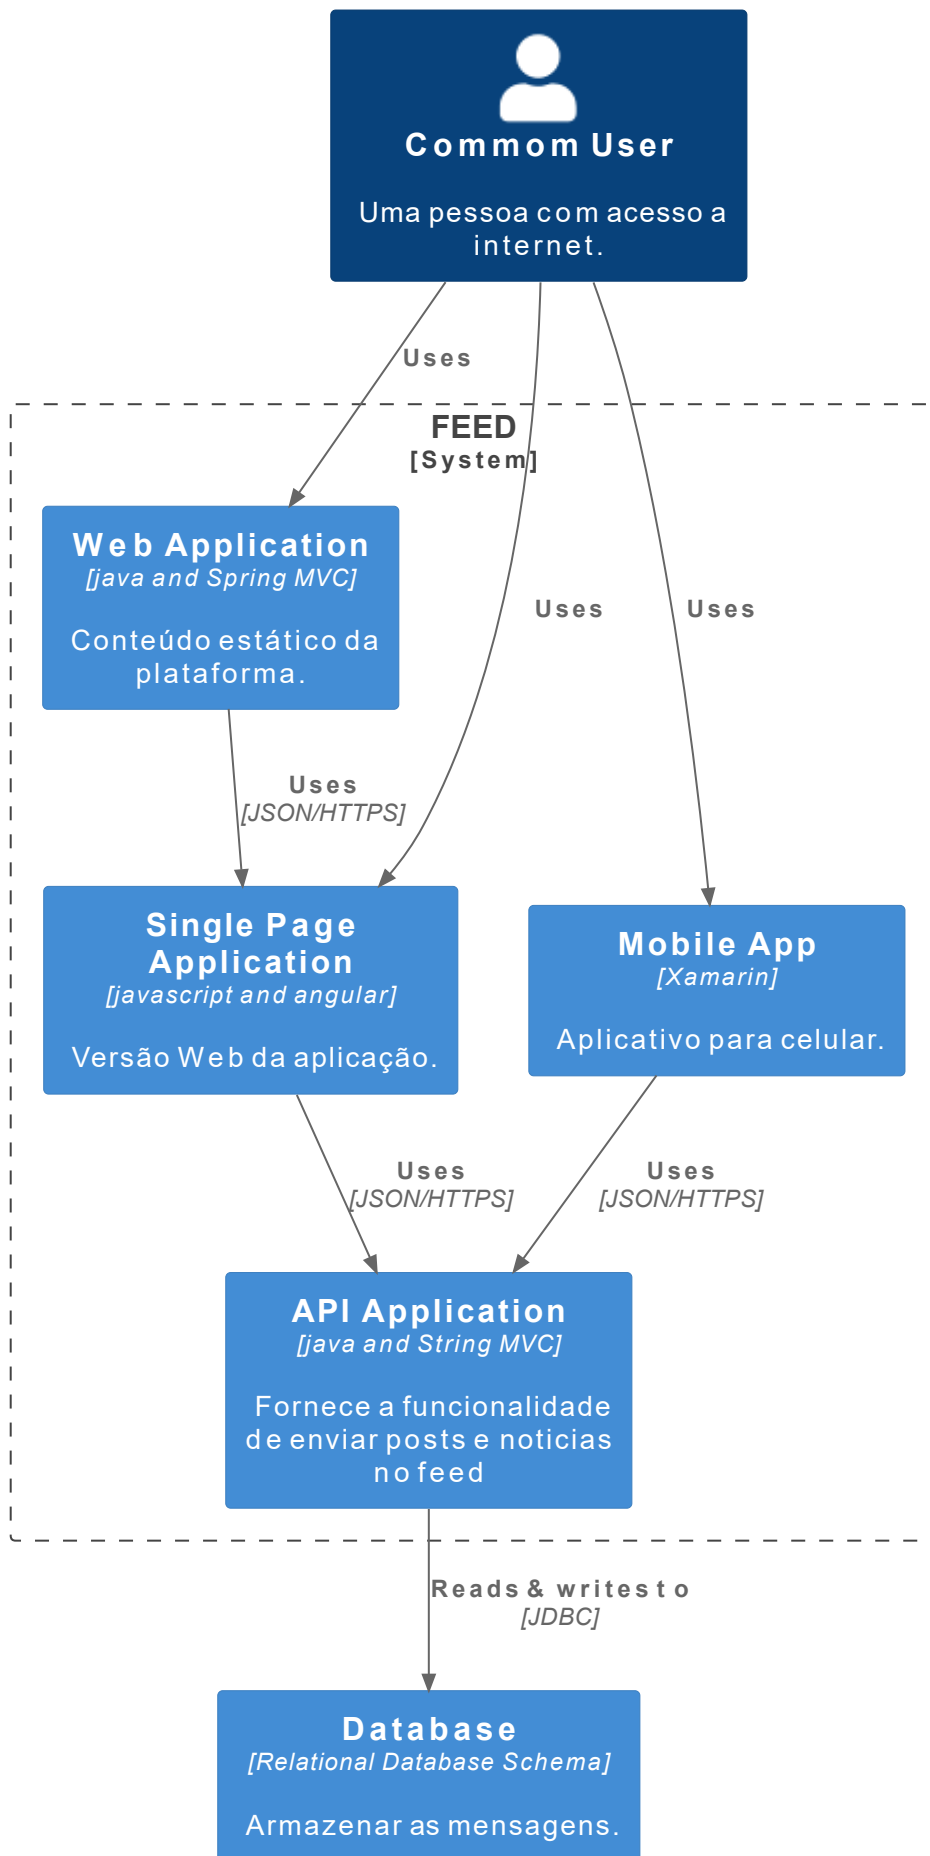 Commom User
Uma pessoa com acesso a
internet.
Uses
FEED
[System]
Web Application
[java and Spring MVC]
Conteúdo estático da
plataforma.
Uses
Uses
Uses
[JSON/HTTPS]
Single Page
Application
[javascript and angular]
Versão Web da aplicação.
Mobile App
[Xamarin]
Aplicativo para celular.
Uses
[JSON/HTTPS]
Uses
[JSON/HTTPS]
API Application
[java and String MVC]
Fornece a funcionalidade
de enviar posts e noticias
no feed
Reads & writes to
[JDBC]
Database
[Relational Database Schema]
Armazenar as mensagens.